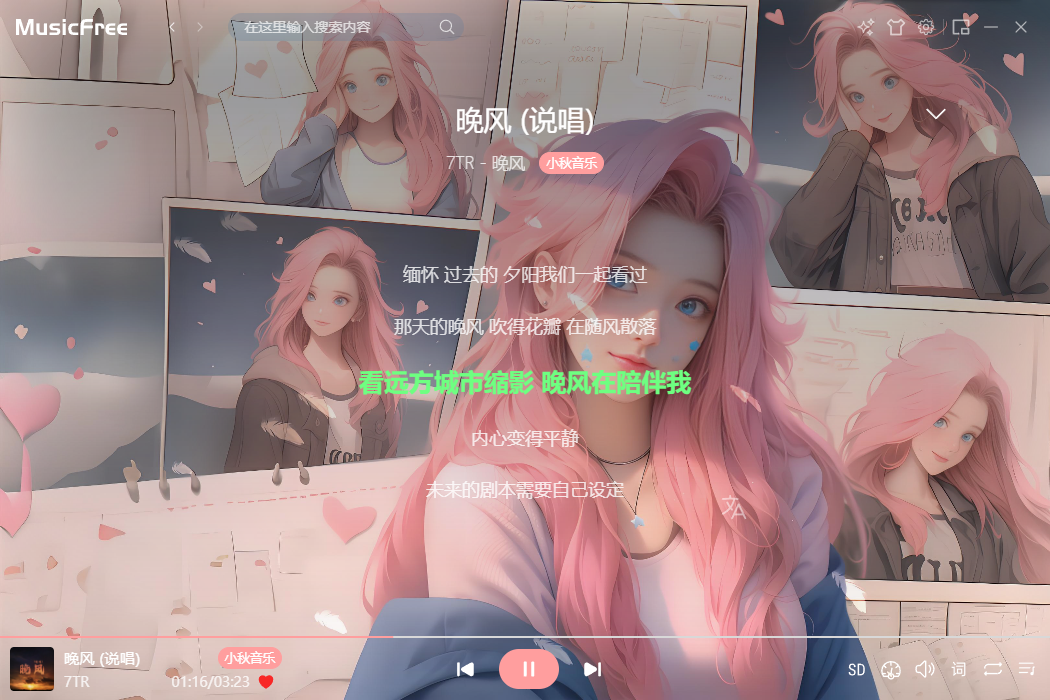 MusicFree
在这里输入搜索内容
晚风 (说唱)
7TR - 晚风 小秋音乐
缅怀 过去的 夕阳我们一起看过
那天的晚风 吹得花瓣 在随风散落
看远方城市缩影 晚风在陪伴我
内心变得平静
未来的剧本需要自己设定
晚风 (说唱) 小秋音乐
7TR 01:16/03:23
SD 词
晚风